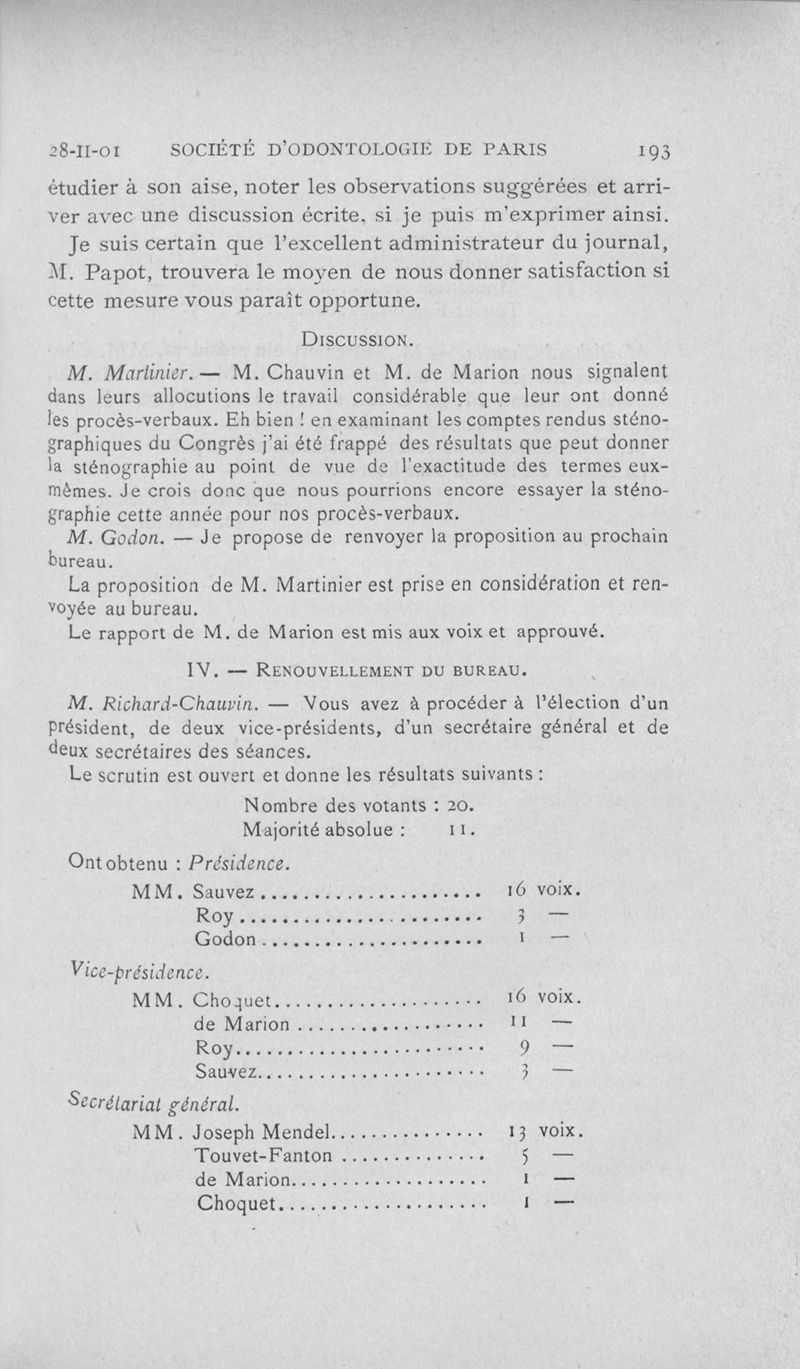 28-II-01 SOCIÉTÉ D'ODONTOLOGIE DE PARIS 193
étudier à son aise, noter les observations suggérées et arri-
ver avec une discussion écrite, si je puis m'exprimer ainsi.
Je suis certain que l'excellent administrateur du journal,
M. Papot, trouvera le moyen de nous donner satisfaction si
cette mesure vous paraît opportune.
DISCUSSION.
M. Martinier. — M. Chauvin et M. de Marion nous signalent
dans leurs allocutions le travail considérable que leur ont donné
les procès-verbaux. Eh bien ! en examinant les comptes rendus sténo-
graphiques du Congrès j'ai été frappé des résultats que peut donner
la sténographie au point de vue de l'exactitude des termes eux-
mêmes. Je crois donc que nous pourrions encore essayer la sténo-
graphie cette année pour nos procès-verbaux.
M. Godon. — Je propose de renvoyer la proposition au prochain
bureau.
La proposition de M. Martinier est prise en considération et ren-
voyée au bureau.
Le rapport de M. de Marion est mis aux voix et approuvé.
IV. — RENOUVELLEMENT DU BUREAU.
M. Richard-Chauvin. — Vous avez à procéder à l'élection d'un
président, de deux vice-présidents, d'un secrétaire général et de
deux secrétaires des séances.
Le scrutin est ouvert et donne les résultats suivants :
Nombre des votants : 20.
Majorité absolue : 11.
Ont obtenu : Présidence.
MM. Sauvez ...................... 16 voix.
Roy ........................ 3 —
Godon ...................... 1 —
Vice-présidence.
MM. Choquet..................... 16 voix.
de Marion ................... 11 —
Roy......................... 9 —
Sauvez....................... 3 —
Secrétariat général.
MM. Joseph Mendel............... 13 voix.
Touvet-Fanton .............. 5 —
de Marion.................... 1 —
Choquet..................... 1 —